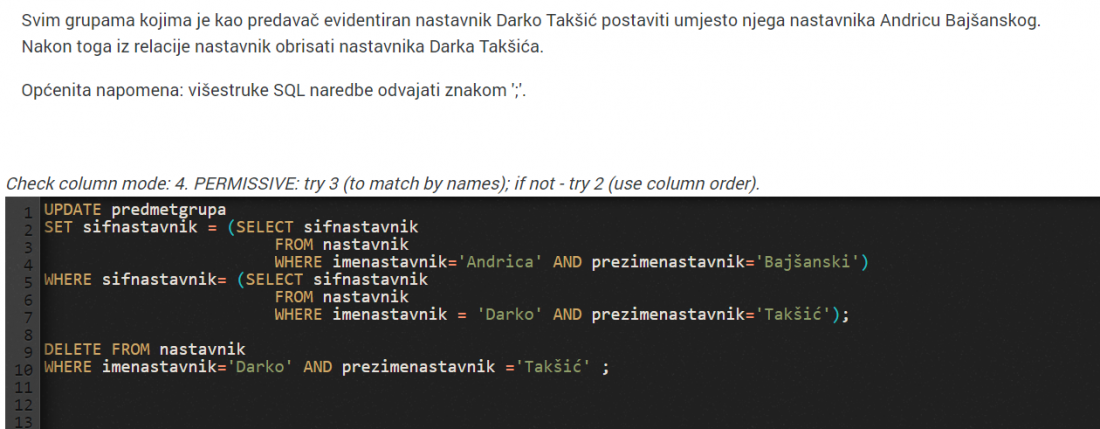 Svim grupama kojima je kao predavač evidentiran nastavnik Darko Takšić postaviti umjesto njega nastavnika Andricu Bajšanskog.
Nakon toga iz relacije nastavnik obrisati nastavnika Darka Takšića.
Općenita napomena: višestruke SQL naredbe odvajati znakom ';'.
Check column mode: 4. PERMISSIVE: try 3 (to match by names); if not - try 2 (use column order).
1 UPDATE predmetgrupa
2 SET sifnastavnik = (SELECT sifnastavnik
3 FROM nastavnik
4 WHERE imenastavnik='Andrica' AND prezimenastavnik='Bajšanski')
5 WHERE sifnastavnik= (SELECT sifnastavnik
6 FROM nastavnik
7 WHERE imenastavnik = 'Darko' AND prezimenastavnik='Takšić');
8
9 DELETE FROM nastavnik
10 WHERE imenastavnik='Darko' AND prezimenastavnik ='Takšić' ;
11
12
13